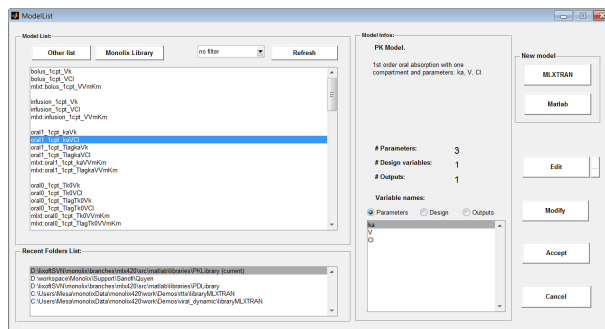 ModelList
Model List:
Other list
Monolix Library
no filter
Refresh
bolus_1cpt_Vk
bolus_1cpt_VCl
mlxt:bolus_1cpt_VVmKm
infusion_1cpt_Vk
infusion_1cpt_VCl
mlxt:infusion_1cpt_VVmKm
oral1_1cpt_kaVk
oral1_1cpt_kaVCl
oral1_1cpt_TlagkaVk
oral1_1cpt_TlagkaVCl
mlxt:oral1_1cpt_kaVVmKm
mlxt:oral1_1cpt_TlagkaVVmKm
oral0_1cpt_Tk0Vk
oral0_1cpt_Tk0VCl
oral0_1cpt_TlagTk0Vk
oral0_1cpt_TlagTk0VCl
mlxt:oral0_1cpt_Tk0VVmKm
mlxt:oral0_1cpt_TlagTk0VVmKm
Recent Folders List:
D:\lixoftSVN\monolix\branches\mlx420\src\matlab\libraries\PKLibrary (current)
D:\workspace\Monolix\Support\Sanofi\Quyen
D:\lixoftSVN\monolix\branches\mlx420\src\matlab\libraries\PDLibrary
C:\Users\Mesa\monolixData\monolix420\work\Demos\rtte\libraryMLXTRAN
C:\Users\Mesa\monolixData\monolix420\work\Demos\viral_dynamic\libraryMLXTRAN
Model Infos:
PK Model.
1st order oral absorption with one
compartment and parameters: ka, V, Cl
# Parameters: 3
# Design variables: 1
# Outputs: 1
Variable names:
Parameters Design Outputs
ka
V
Cl
New model
MLXTRAN
Matlab
Edit ...
Modify
Accept
Cancel